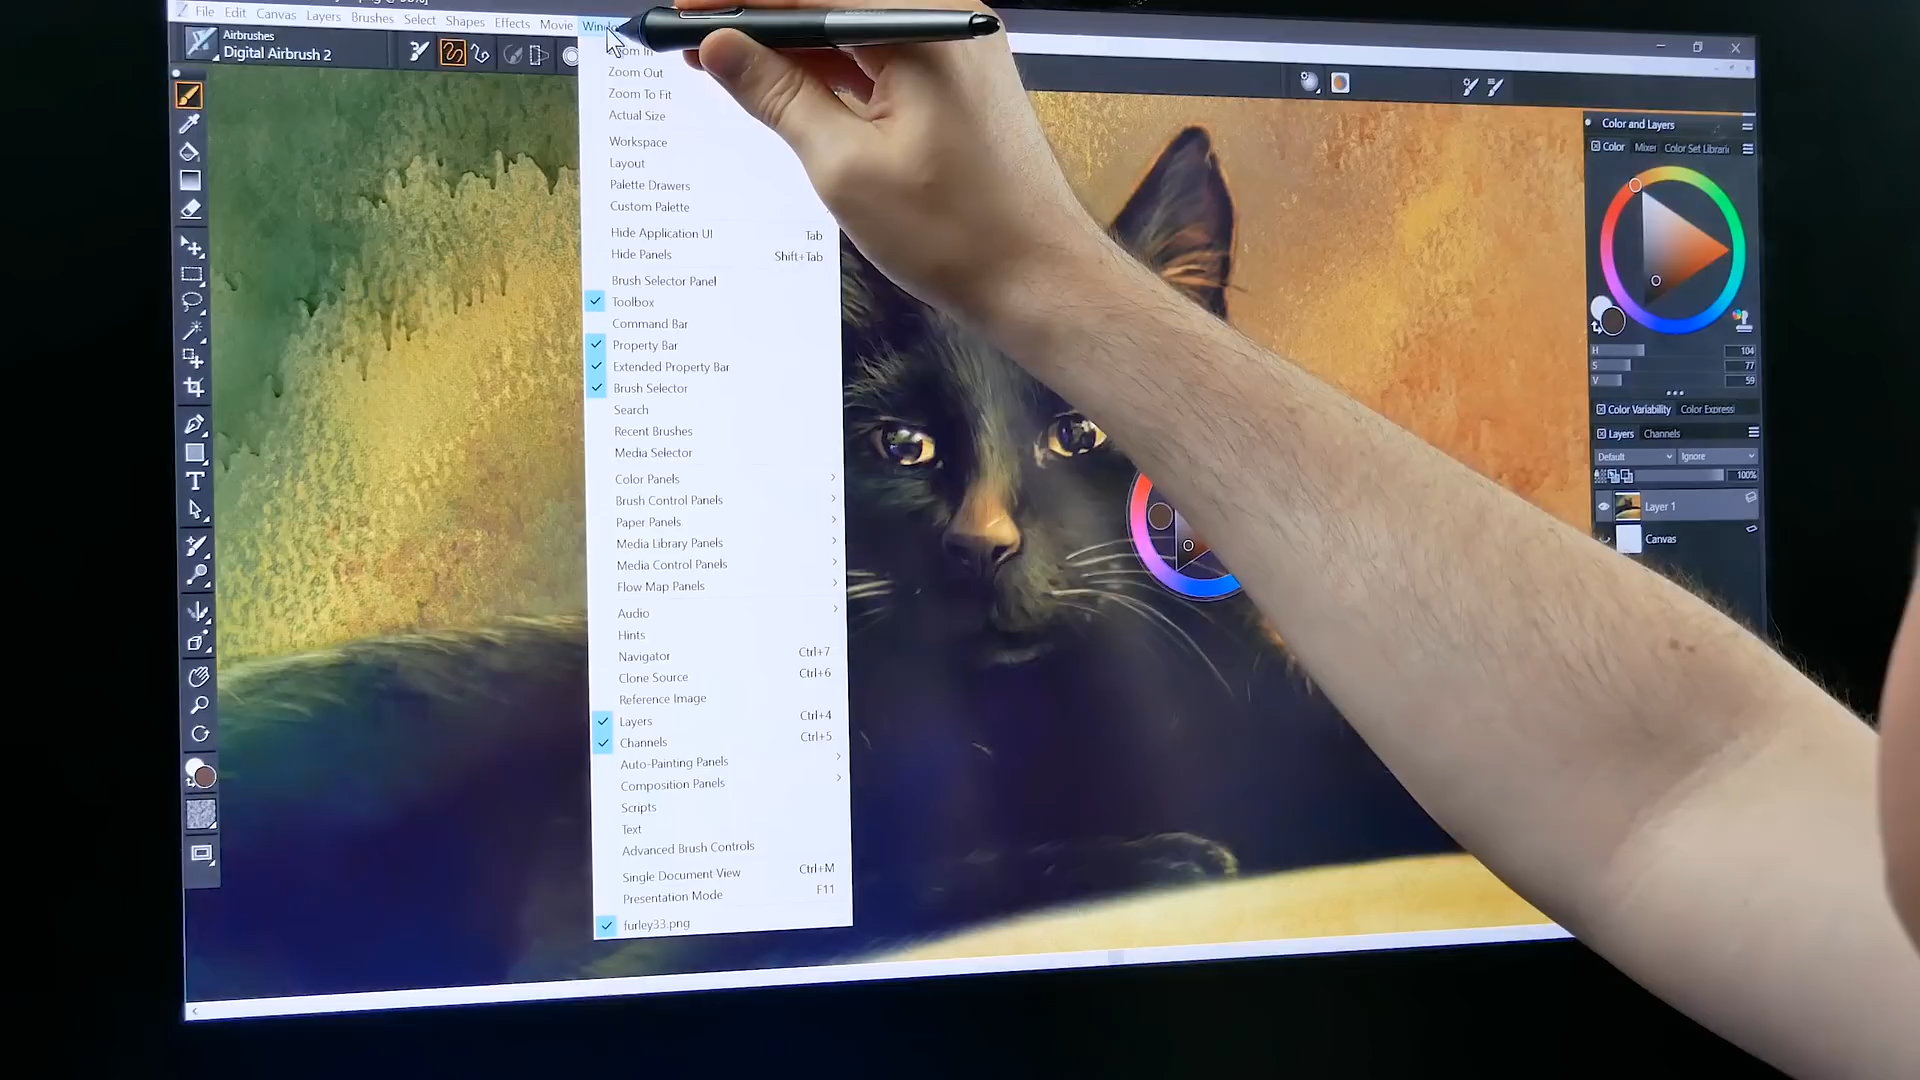 File Edit Canvas Layers Brushes Select Shapes Effects Movie
Airbrushes
Digital Airbrush 2
Zoom In
Zoom Out
Zoom To Fit
Actual Size
Workspace
Layout
Palette Drawers
Custom Palette
Hide Application UI Tab
Hide Panels Shift+Tab
Brush Selector Panel
Toolbox
Command Bar
Property Bar
Extended Property Bar
Brush Selector
Search
Recent Brushes
Media Selector
Color Panels
Brush Control Panels
Paper Panels
Media Library Panels
Media Control Panels
Flow Map Panels
Audio
Hints
Navigator Ctrl+7
Clone Source Ctrl+6
Reference Image
Layers Ctrl+4
Channels Ctrl+5
Auto-Painting Panels
Composition Panels
Scripts
Text
Advanced Brush Controls
Single Document View Ctrl+M
Presentation Mode F11
furley33.png
Color and Layers
Color Mixer Color Set Librari
H 104
S 77
V 59
Color Variability Color Express
Layers Channels
Default Ignore
100%
Layer 1
Canvas
T